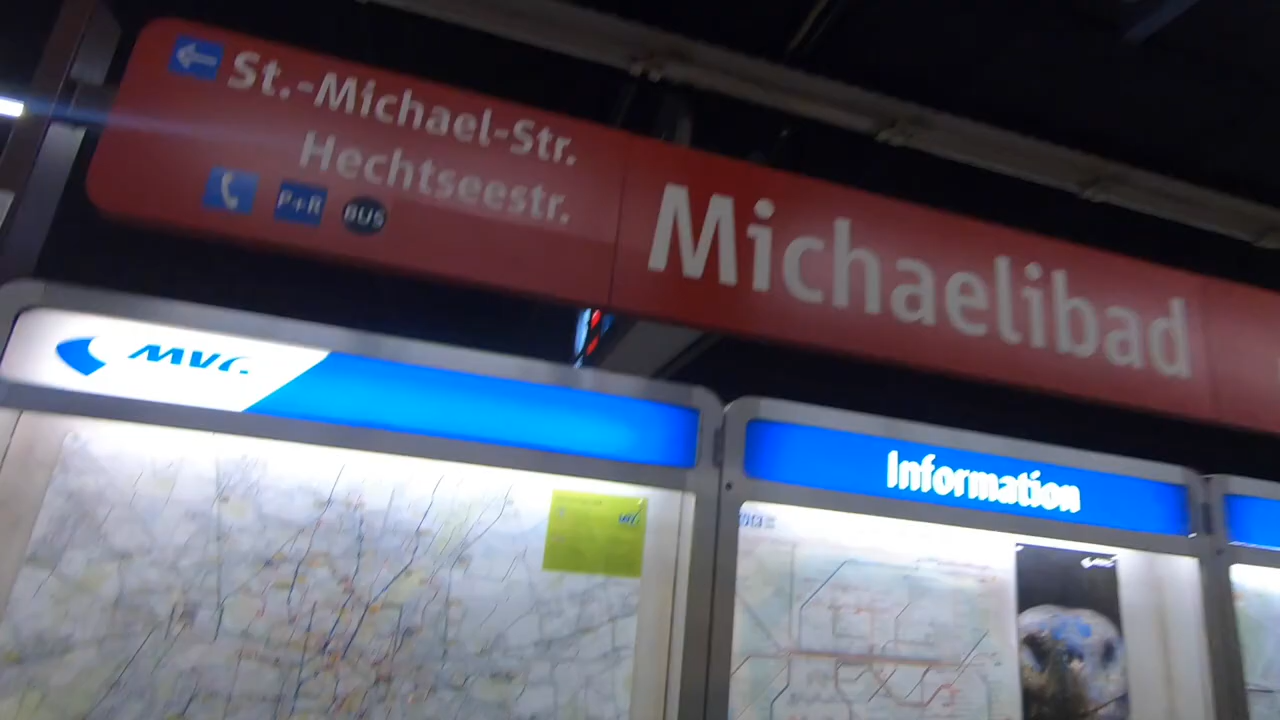 St.-Michael-Str.
Hechtseestr.
P+R
BUS
Michaelibad
MVG
Information